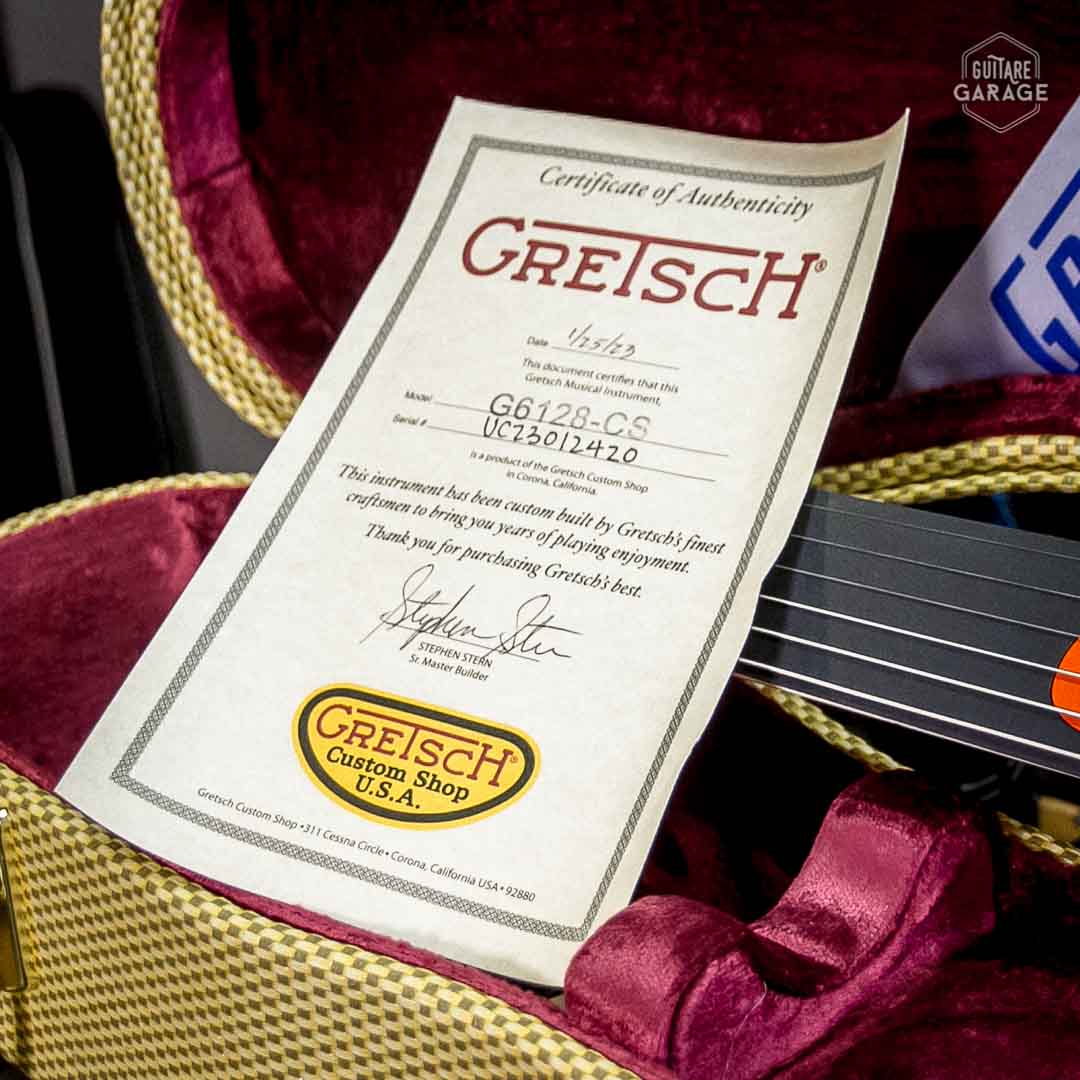 GUITARE
GARAGE
Certificate of Authenticity
GRETSCH®
Date 1/25/23
This document certifies that this
Gretsch Musical Instrument,
Model G6128-CS
Serial # UC23012420
is a product of the Gretsch Custom Shop
in Corona, California.
This instrument has been custom built by Gretsch's finest
craftsmen to bring you years of playing enjoyment.
Thank you for purchasing Gretsch's best.
Stephen Stern
STEPHEN STERN
Sr. Master Builder
GRETSCH®
Custom Shop
U.S.A.
Gretsch Custom Shop • 311 Cessna Circle • Corona, California USA • 92880